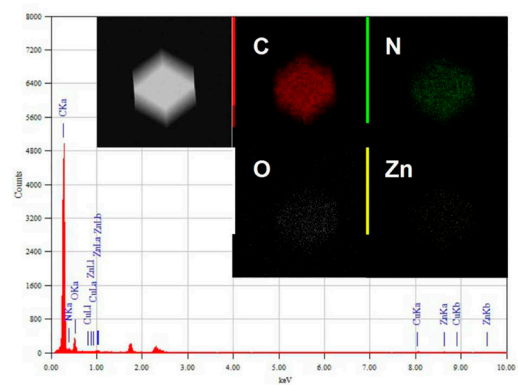 8000
7200
6400
5600
4800
4000
3200
2400
1600
800
0
Counts
C
N
O
Zn
CKa
NKa
OKa
CuLl
ZnLl
CuLa
ZnLa
ZnLb
CuKa
ZnKa
CuKb
ZnKb
0.00 1.00 2.00 3.00 4.00 5.00 6.00 7.00 8.00 9.00 10.00
keV